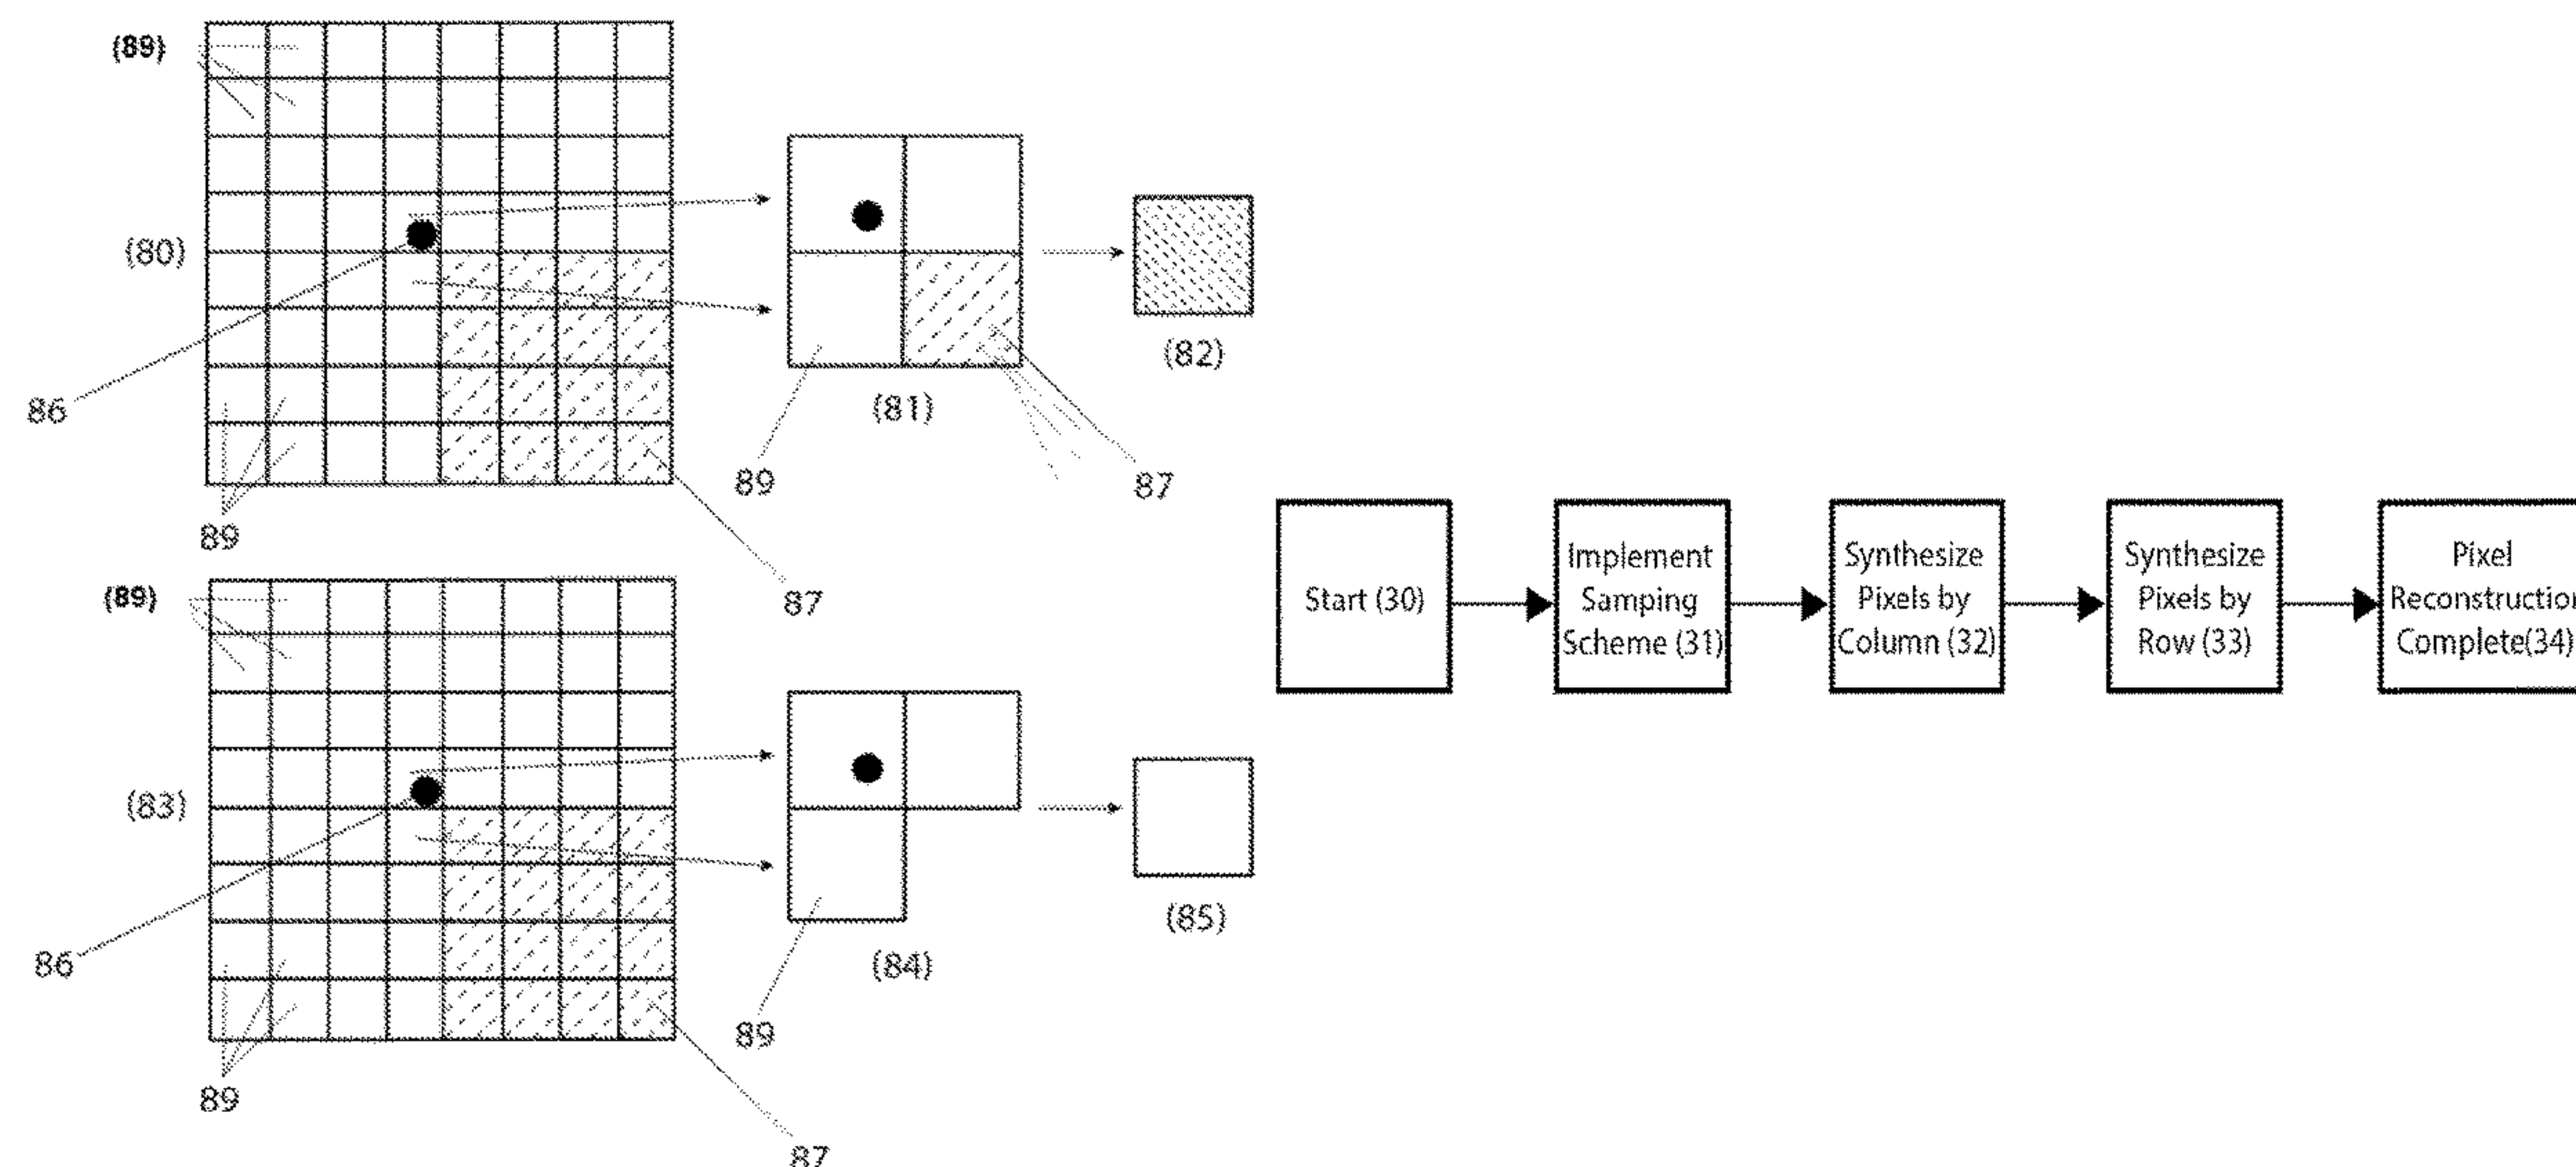 (89)
(80)
86
89
(81)
89
87
(82)
87
(89)
(83)
86
89
(84)
89
(85)
87
Start (30)
Implement
Samping
Scheme (31)
Synthesize
Pixels by
Column (32)
Synthesize
Pixels by
Row (33)
Pixel
Reconstruction
Complete(34)